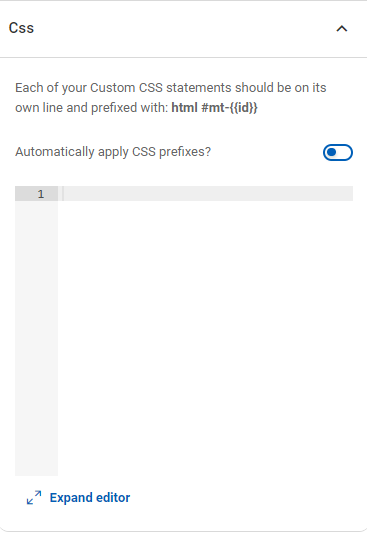 Css
Each of your Custom CSS statements should be on its
own line and prefixed with: html #mt-{{id}}
Automatically apply CSS prefixes?
1
Expand editor